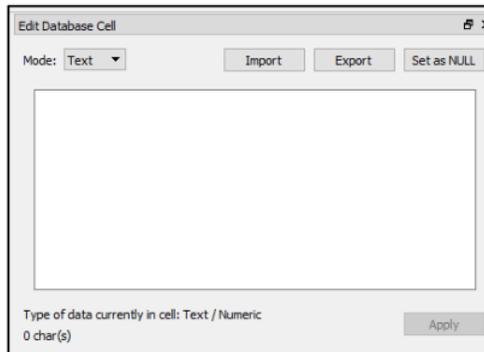 Edit Database Cell
Mode: Text Import Export Set as NULL
Type of data currently in cell: Text / Numeric
0 char(s)
Apply